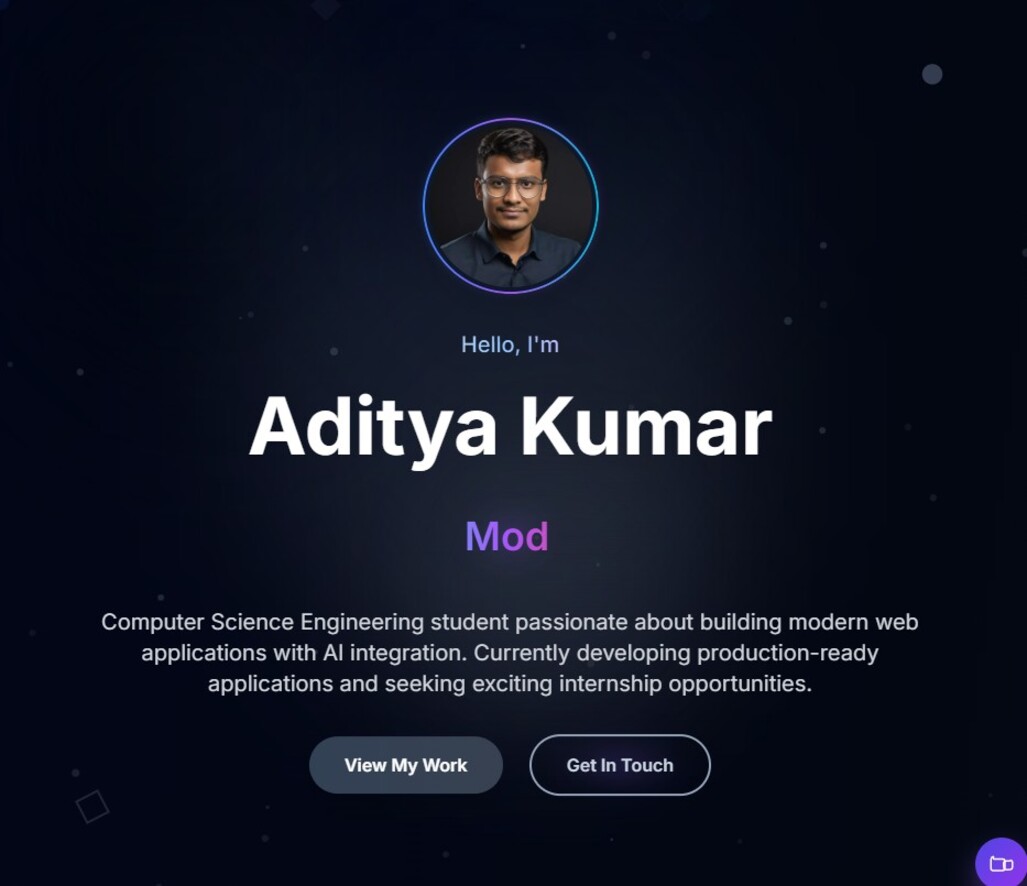 Hello, I'm
Aditya Kumar
Mod
Computer Science Engineering student passionate about building modern web
applications with AI integration. Currently developing production-ready
applications and seeking exciting internship opportunities.
View My Work
Get In Touch